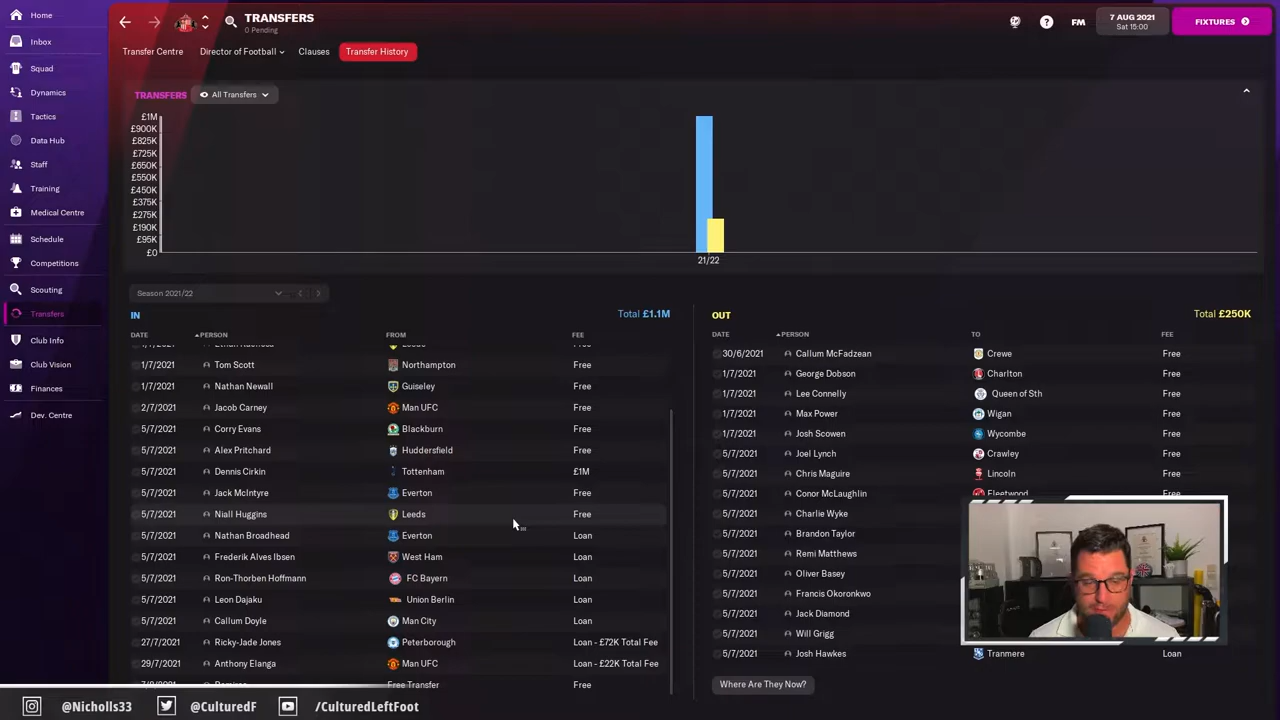 Home
Inbox
Squad
Dynamics
Tactics
Data Hub
Staff
Training
Medical Centre
Schedule
Competitions
Scouting
Transfers
Club Info
Club Vision
Finances
Dev. Centre
TRANSFERS
0 Pending
FM
7 AUG 2021
Sat 15:00
FIXTURES
Transfer Centre
Director of Football
Clauses
Transfer History
TRANSFERS
All Transfers
£1M
£900K
£825K
£725K
£650K
£550K
£450K
£375K
£275K
£190K
£95K
£0
21/22
Season 2021/22
IN
Total £1.1M
DATE PERSON FROM FEE
1/7/2021 Tom Scott Northampton Free
1/7/2021 Nathan Newall Guiseley Free
2/7/2021 Jacob Carney Man UFC Free
5/7/2021 Corry Evans Blackburn Free
5/7/2021 Alex Pritchard Huddersfield Free
5/7/2021 Dennis Cirkin Tottenham £1M
5/7/2021 Jack McIntyre Everton Free
5/7/2021 Niall Huggins Leeds Free
5/7/2021 Nathan Broadhead Everton Loan
5/7/2021 Frederik Alves Ibsen West Ham Loan
5/7/2021 Ron-Thorben Hoffmann FC Bayern Loan
5/7/2021 Leon Dajaku Union Berlin Loan
5/7/2021 Callum Doyle Man City Loan
27/7/2021 Ricky-Jade Jones Peterborough Loan - £72K Total Fee
29/7/2021 Anthony Elanga Man UFC Loan - £22K Total Fee
Free Transfer Free
OUT
Total £250K
DATE PERSON TO FEE
30/6/2021 Callum McFadzean Crewe Free
1/7/2021 George Dobson Charlton Free
1/7/2021 Lee Connelly Queen of Sth Free
1/7/2021 Max Power Wigan Free
1/7/2021 Josh Scowen Wycombe Free
5/7/2021 Joel Lynch Crawley Free
5/7/2021 Chris Maguire Lincoln Free
5/7/2021 Conor McLaughlin Fleetwood Free
5/7/2021 Charlie Wyke
5/7/2021 Brandon Taylor
5/7/2021 Remi Matthews
5/7/2021 Oliver Basey
5/7/2021 Francis Okoronkwo
5/7/2021 Jack Diamond
5/7/2021 Will Grigg
5/7/2021 Josh Hawkes Tranmere Loan
Where Are They Now?
@Nicholls33
@CulturedF
/CulturedLeftFoot